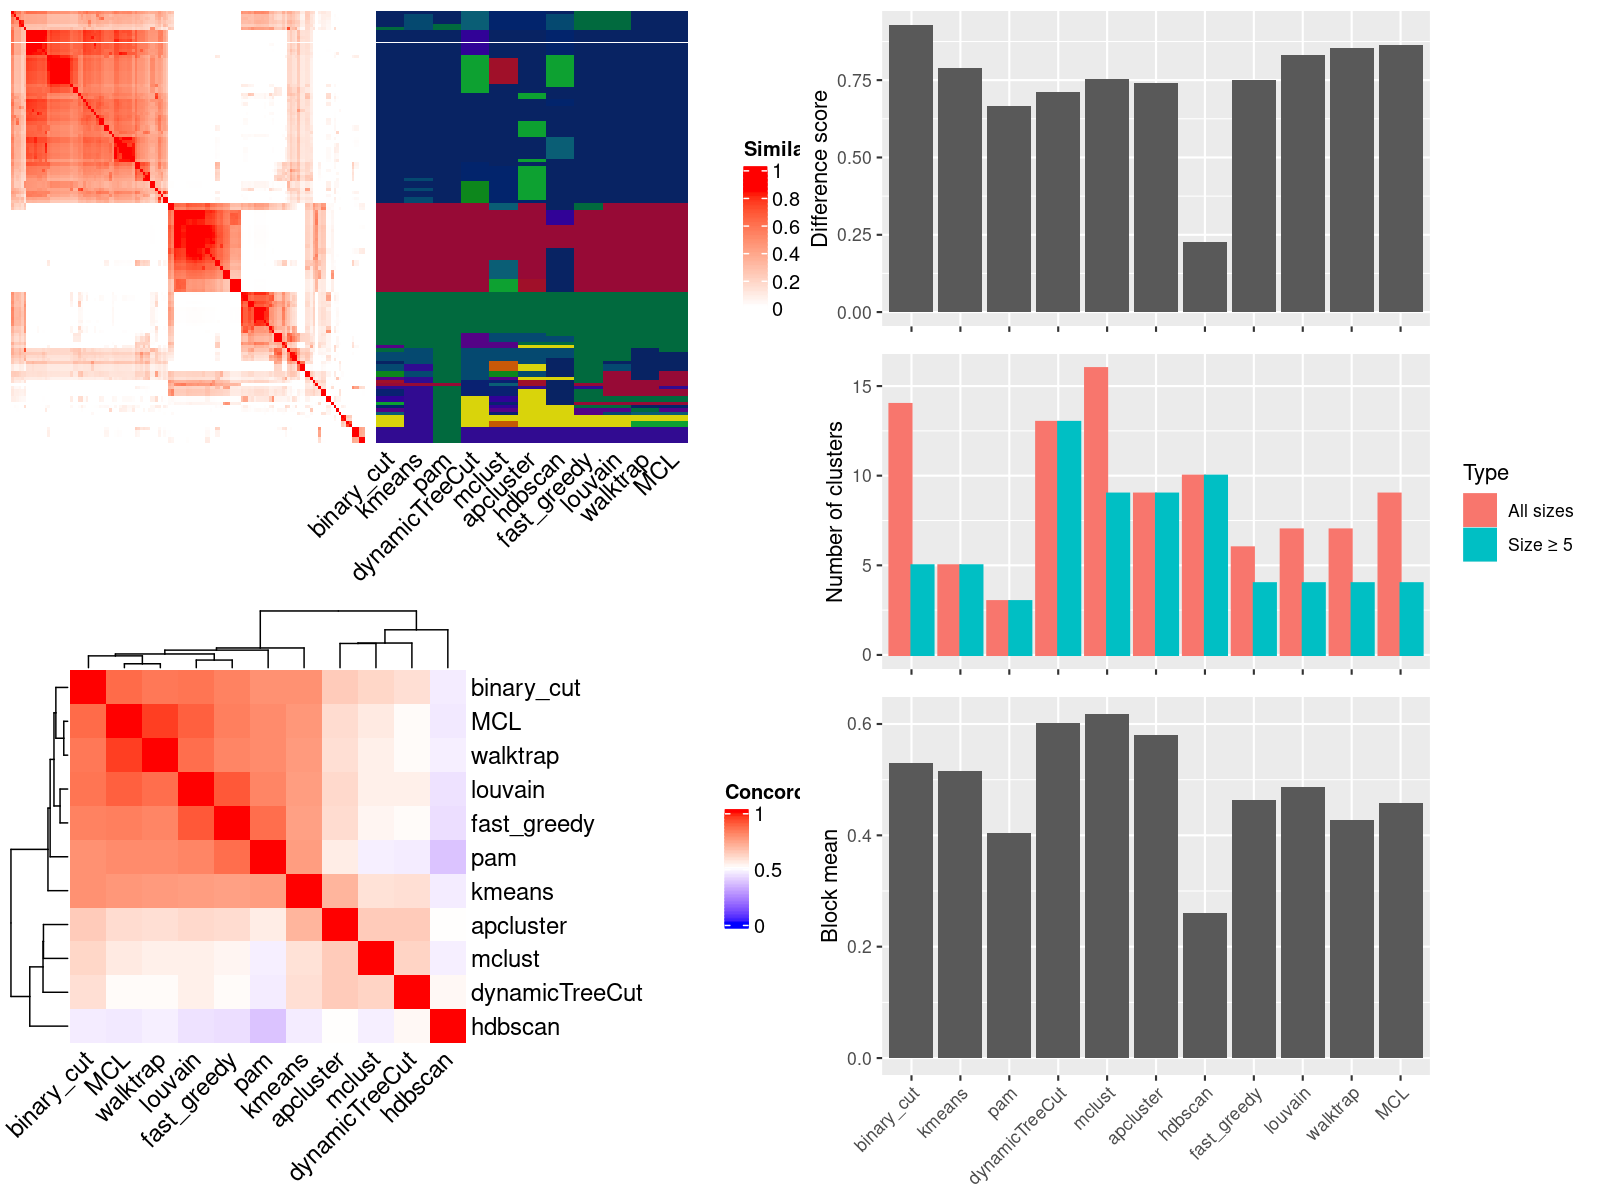 Simila
1
0.8
0.6
0.4
0.2
0
binary_cut
kmeans
pam
dynamicTreeCut
mclust
apcluster
hdbscan
fast_greedy
louvain
walktrap
MCL
binary_cut
MCL
walktrap
louvain
fast_greedy
pam
kmeans
apcluster
mclust
dynamicTreeCut
hdbscan
binary_cut
MCL
walktrap
louvain
fast_greedy
pam
kmeans
apcluster
mclust
dynamicTreeCut
hdbscan
Concord
1
0.5
0
Difference score
0.75
0.50
0.25
0.00
Number of clusters
15
10
5
0
Type
All sizes
Size ≥ 5
Block mean
0.6
0.4
0.2
0.0
binary_cut
kmeans
pam
dynamicTreeCut
mclust
apcluster
hdbscan
fast_greedy
louvain
walktrap
MCL